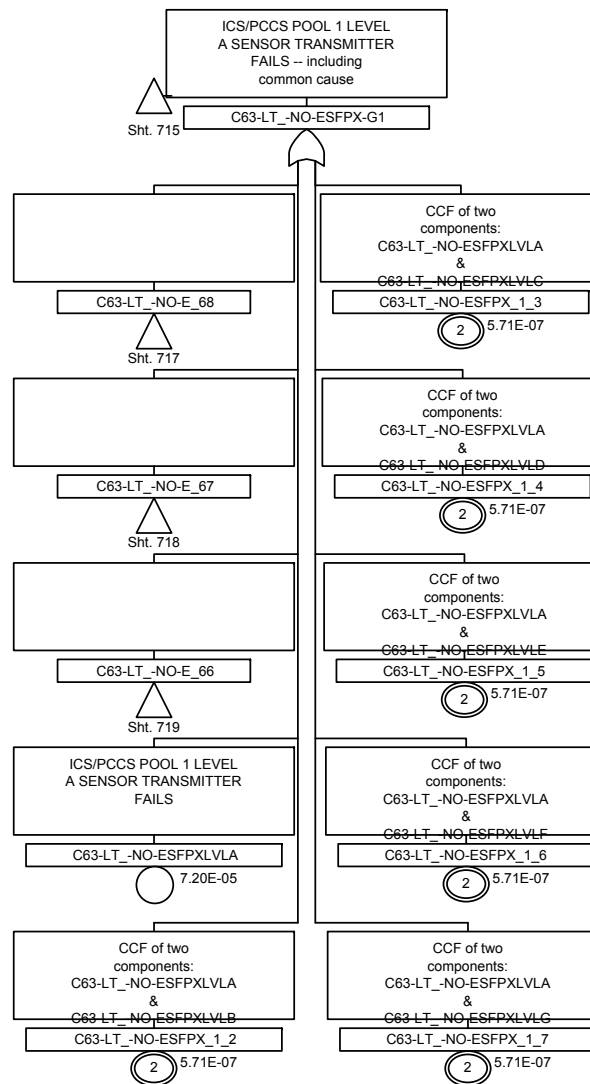 ICS/PCCS POOL 1 LEVEL
A SENSOR TRANSMITTER
FAILS -- including
common cause
Sht. 715
C63-LT_-NO-ESFPX-G1
C63-LT_-NO-E_68
Sht. 717
CCF of two
components:
C63-LT_-NO-ESFPXLVLA
&
C63-LT_-NO-ESFPXLVLC
C63-LT_-NO-ESFPX_1_3
2
5.71E-07
C63-LT_-NO-E_67
Sht. 718
CCF of two
components:
C63-LT_-NO-ESFPXLVLA
&
C63-LT_-NO-ESFPXLVLD
C63-LT_-NO-ESFPX_1_4
2
5.71E-07
C63-LT_-NO-E_66
Sht. 719
CCF of two
components:
C63-LT_-NO-ESFPXLVLA
&
C63-LT_-NO-ESFPXLVLE
C63-LT_-NO-ESFPX_1_5
2
5.71E-07
ICS/PCCS POOL 1 LEVEL
A SENSOR TRANSMITTER
FAILS
C63-LT_-NO-ESFPXLVLA
7.20E-05
CCF of two
components:
C63-LT_-NO-ESFPXLVLA
&
C63-LT_-NO-ESFPXLVLF
C63-LT_-NO-ESFPX_1_6
2
5.71E-07
CCF of two
components:
C63-LT_-NO-ESFPXLVLA
&
C63-LT_-NO-ESFPXLVLB
C63-LT_-NO-ESFPX_1_2
2
5.71E-07
CCF of two
components:
C63-LT_-NO-ESFPXLVLA
&
C63-LT_-NO-ESFPXLVLG
C63-LT_-NO-ESFPX_1_7
2
5.71E-07